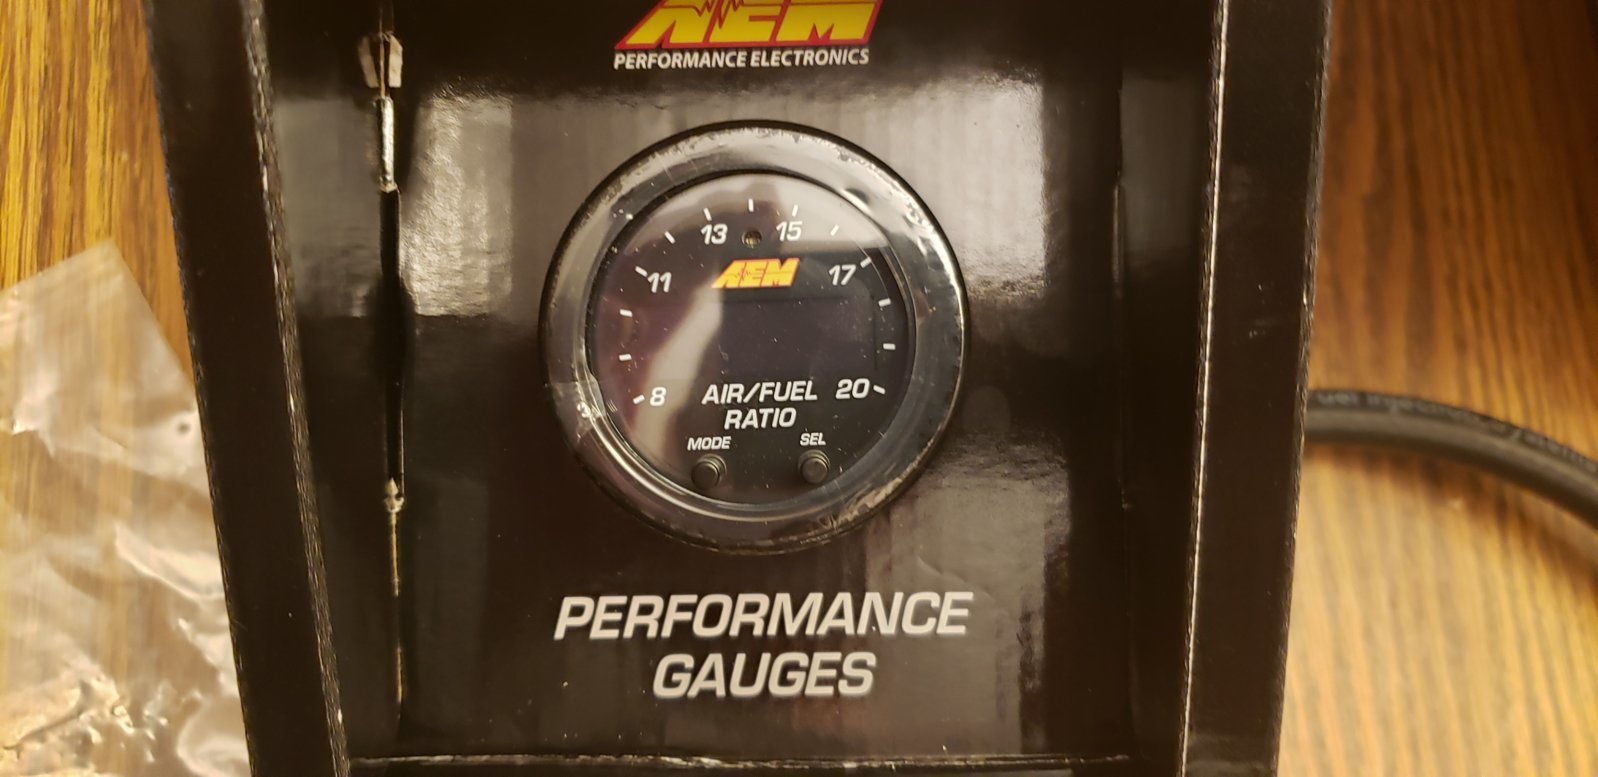 AEM
PERFORMANCE ELECTRONICS
13 15
11 17
AEM
8 AIR/FUEL 20
RATIO
MODE SEL
PERFORMANCE
GAUGES